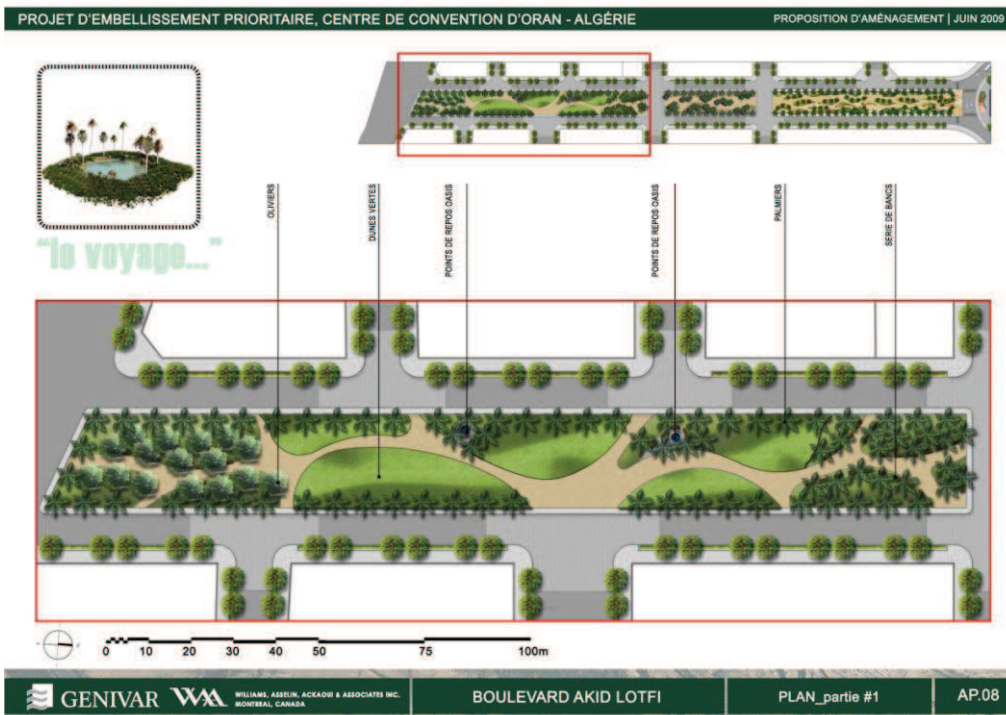 PROJET D'EMBELLISSEMENT PRIORITAIRE, CENTRE DE CONVENTION D'ORAN - ALGÉRIE
PROPOSITION D'AMÉNAGEMENT | JUIN 2009
"le voyage..."
OLIVIERS
DUNES VERTES
POINTS DE REPOS OASIS
POINTS DE REPOS OASIS
PALMIERS
SERIE DE BANCS
0 10 20 30 40 50 75 100m
GENIVAR WAA WILLIAMS, ASSELIN, ACKAOUI & ASSOCIATES INC.
MONTREAL, CANADA
BOULEVARD AKID LOTFI
PLAN_partie #1
AP.08